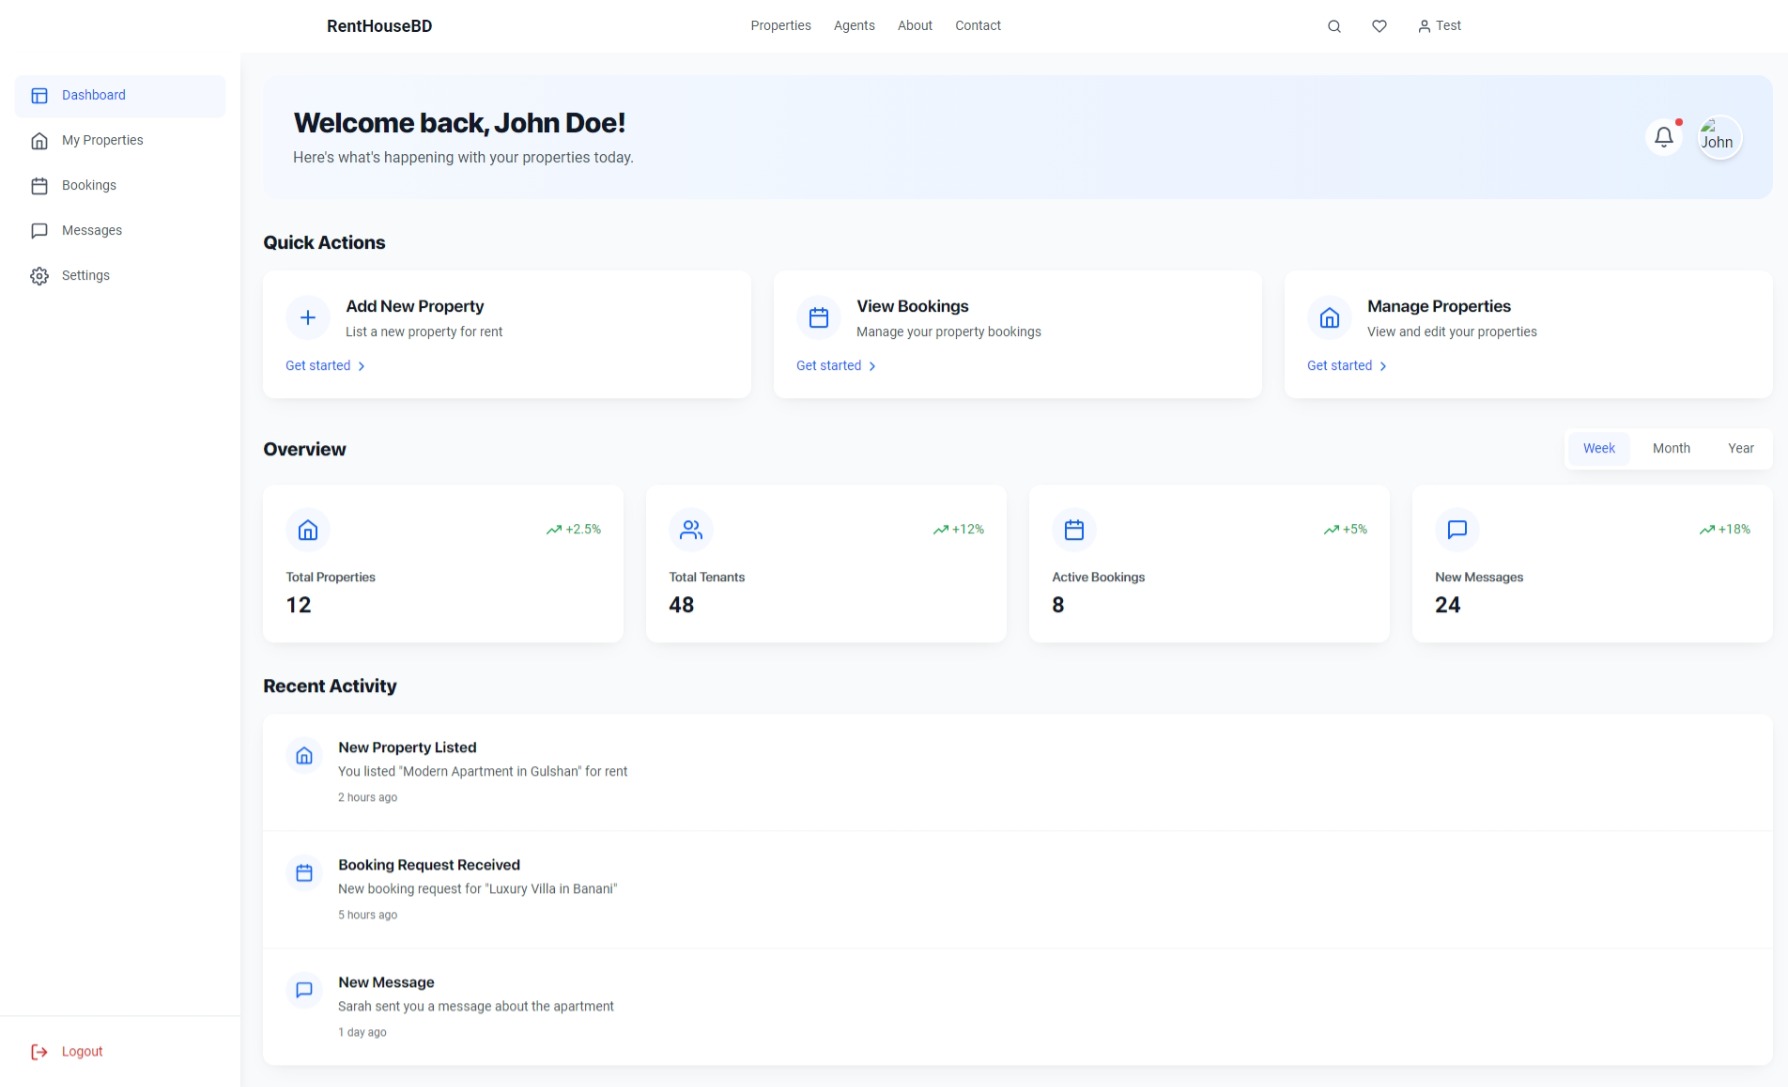 RentHouseBD
Properties
Agents
About
Contact
Test
Dashboard
My Properties
Bookings
Messages
Settings
Logout
Welcome back, John Doe!
Here's what's happening with your properties today.
John
Quick Actions
Add New Property
List a new property for rent
Get started
View Bookings
Manage your property bookings
Get started
Manage Properties
View and edit your properties
Get started
Overview
Week
Month
Year
+2.5%
Total Properties
12
+12%
Total Tenants
48
+5%
Active Bookings
8
+18%
New Messages
24
Recent Activity
New Property Listed
You listed "Modern Apartment in Gulshan" for rent
2 hours ago
Booking Request Received
New booking request for "Luxury Villa in Banani"
5 hours ago
New Message
Sarah sent you a message about the apartment
1 day ago